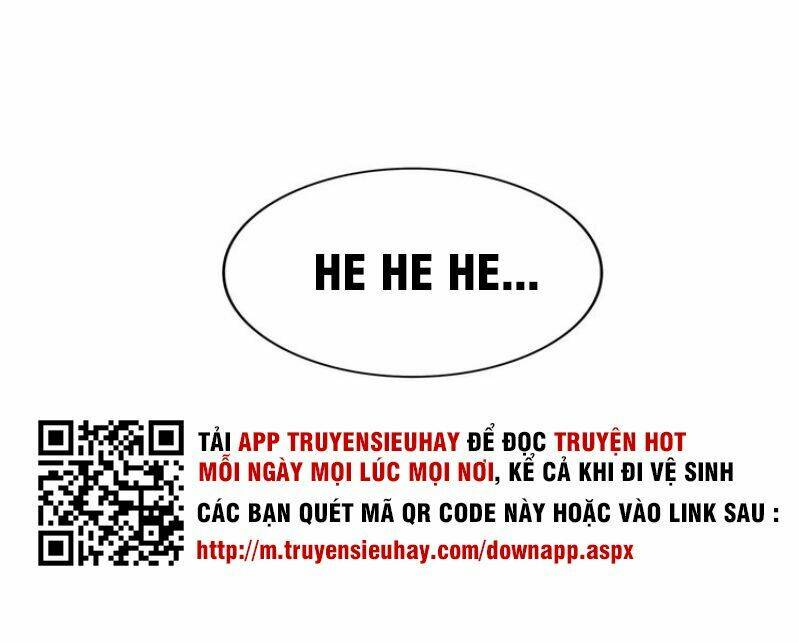 HE HE HE...
TẢI APP TRUYENSIEUHAY ĐỂ ĐỌC TRUYỆN HOT
MỖI NGÀY MỌI LÚC MỌI NƠI, KỂ CẢ KHI ĐI VỆ SINH
CÁC BẠN QUÉT MÃ QR CODE NÀY HOẶC VÀO LINK SAU :
http://m.truyensieuhay.com/downapp.aspx